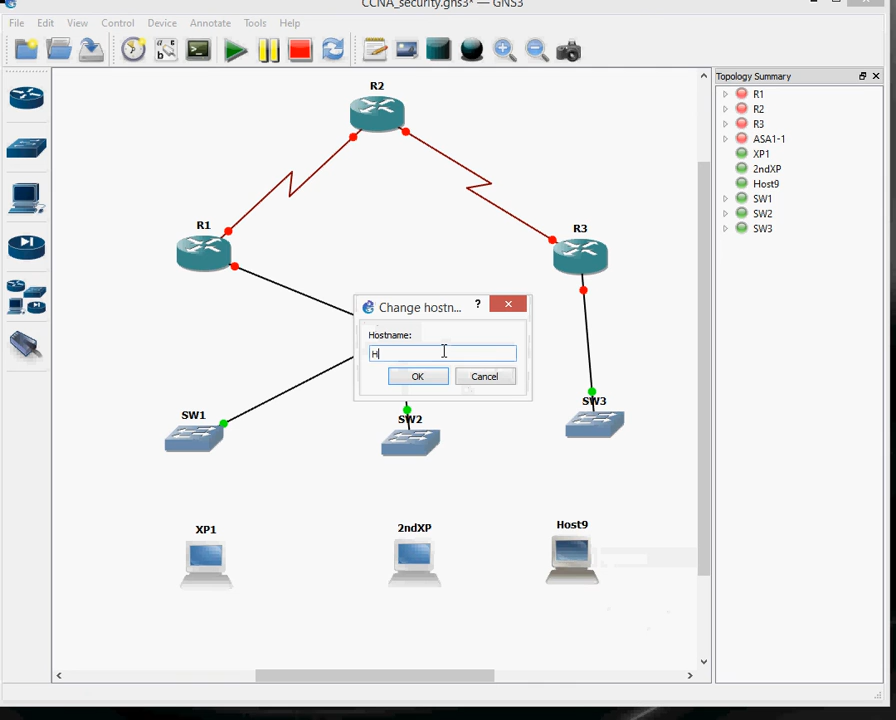 CCNA_security.gns3* — GNS3
File Edit View Control Device Annotate Tools Help
Topology Summary
R1
R2
R3
ASA1-1
XP1
2ndXP
Host9
SW1
SW2
SW3
R2
R1
R3
Change hostn... ?
Hostname:
H
OK Cancel
SW1
SW2
SW3
XP1
2ndXP
Host9